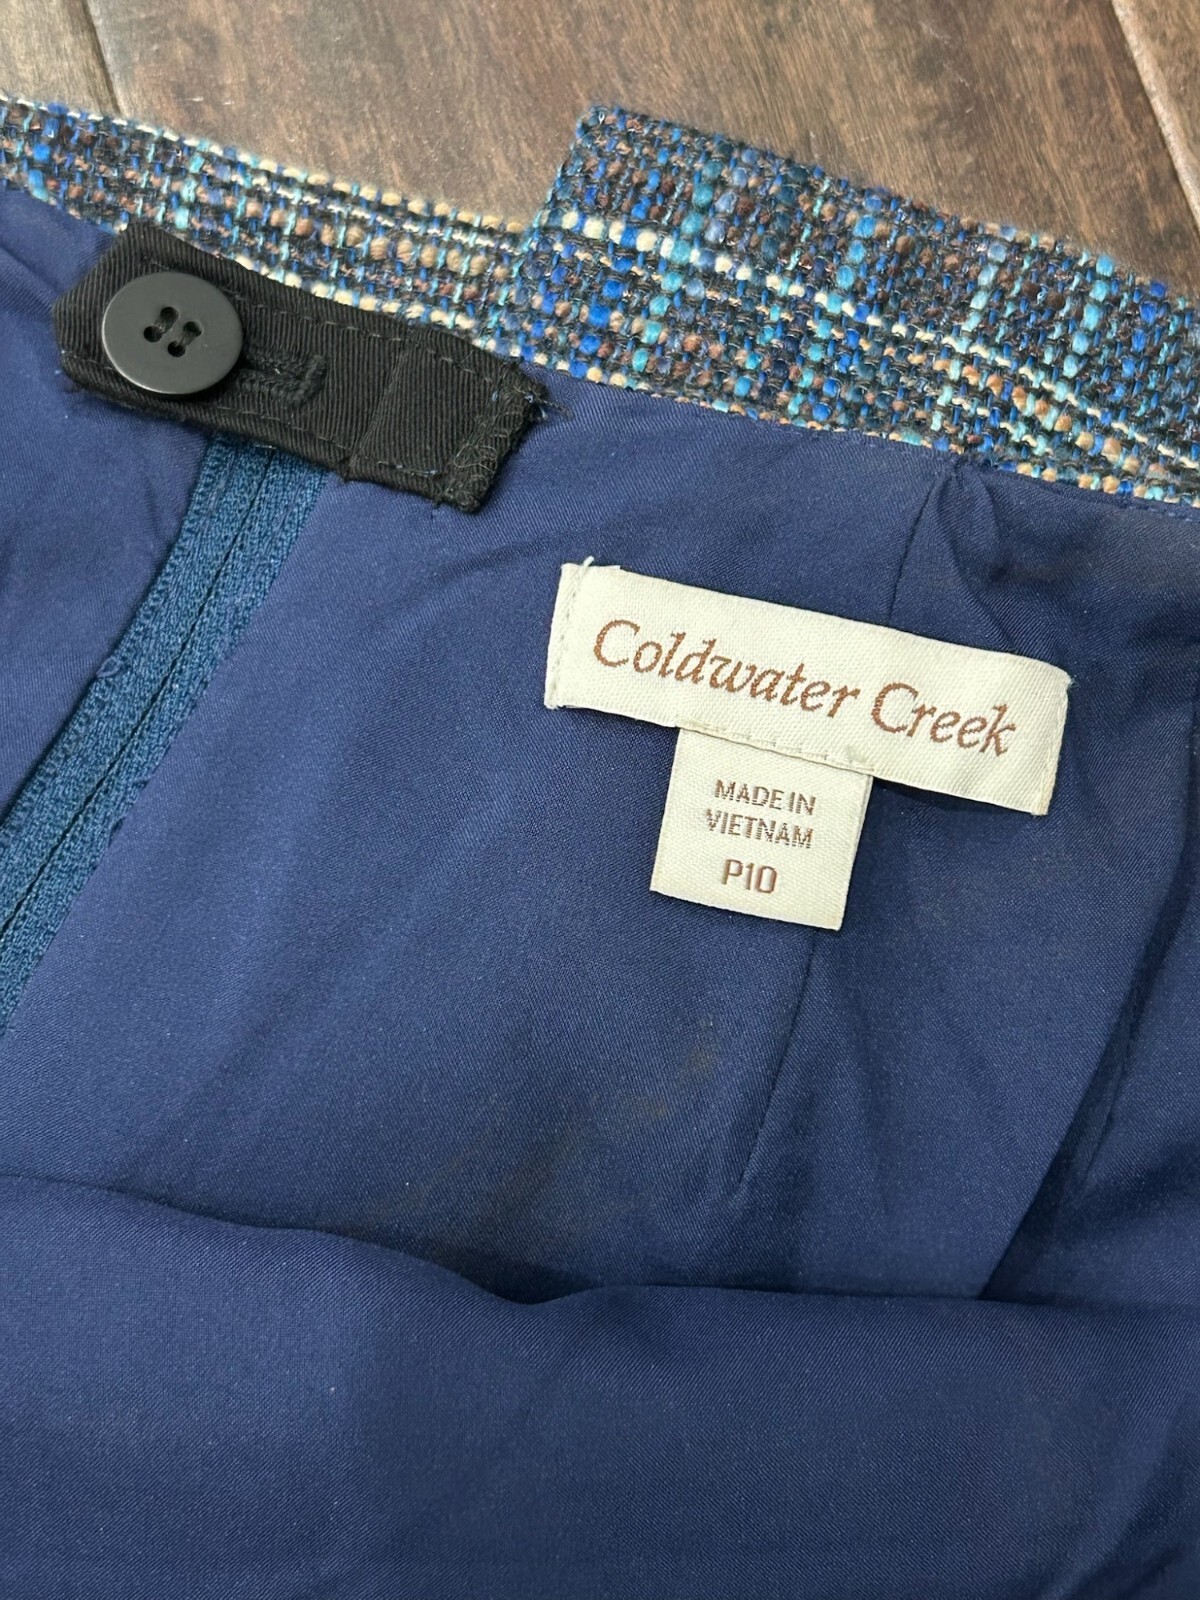 Coldwater Creek
MADE IN
VIETNAM
P10